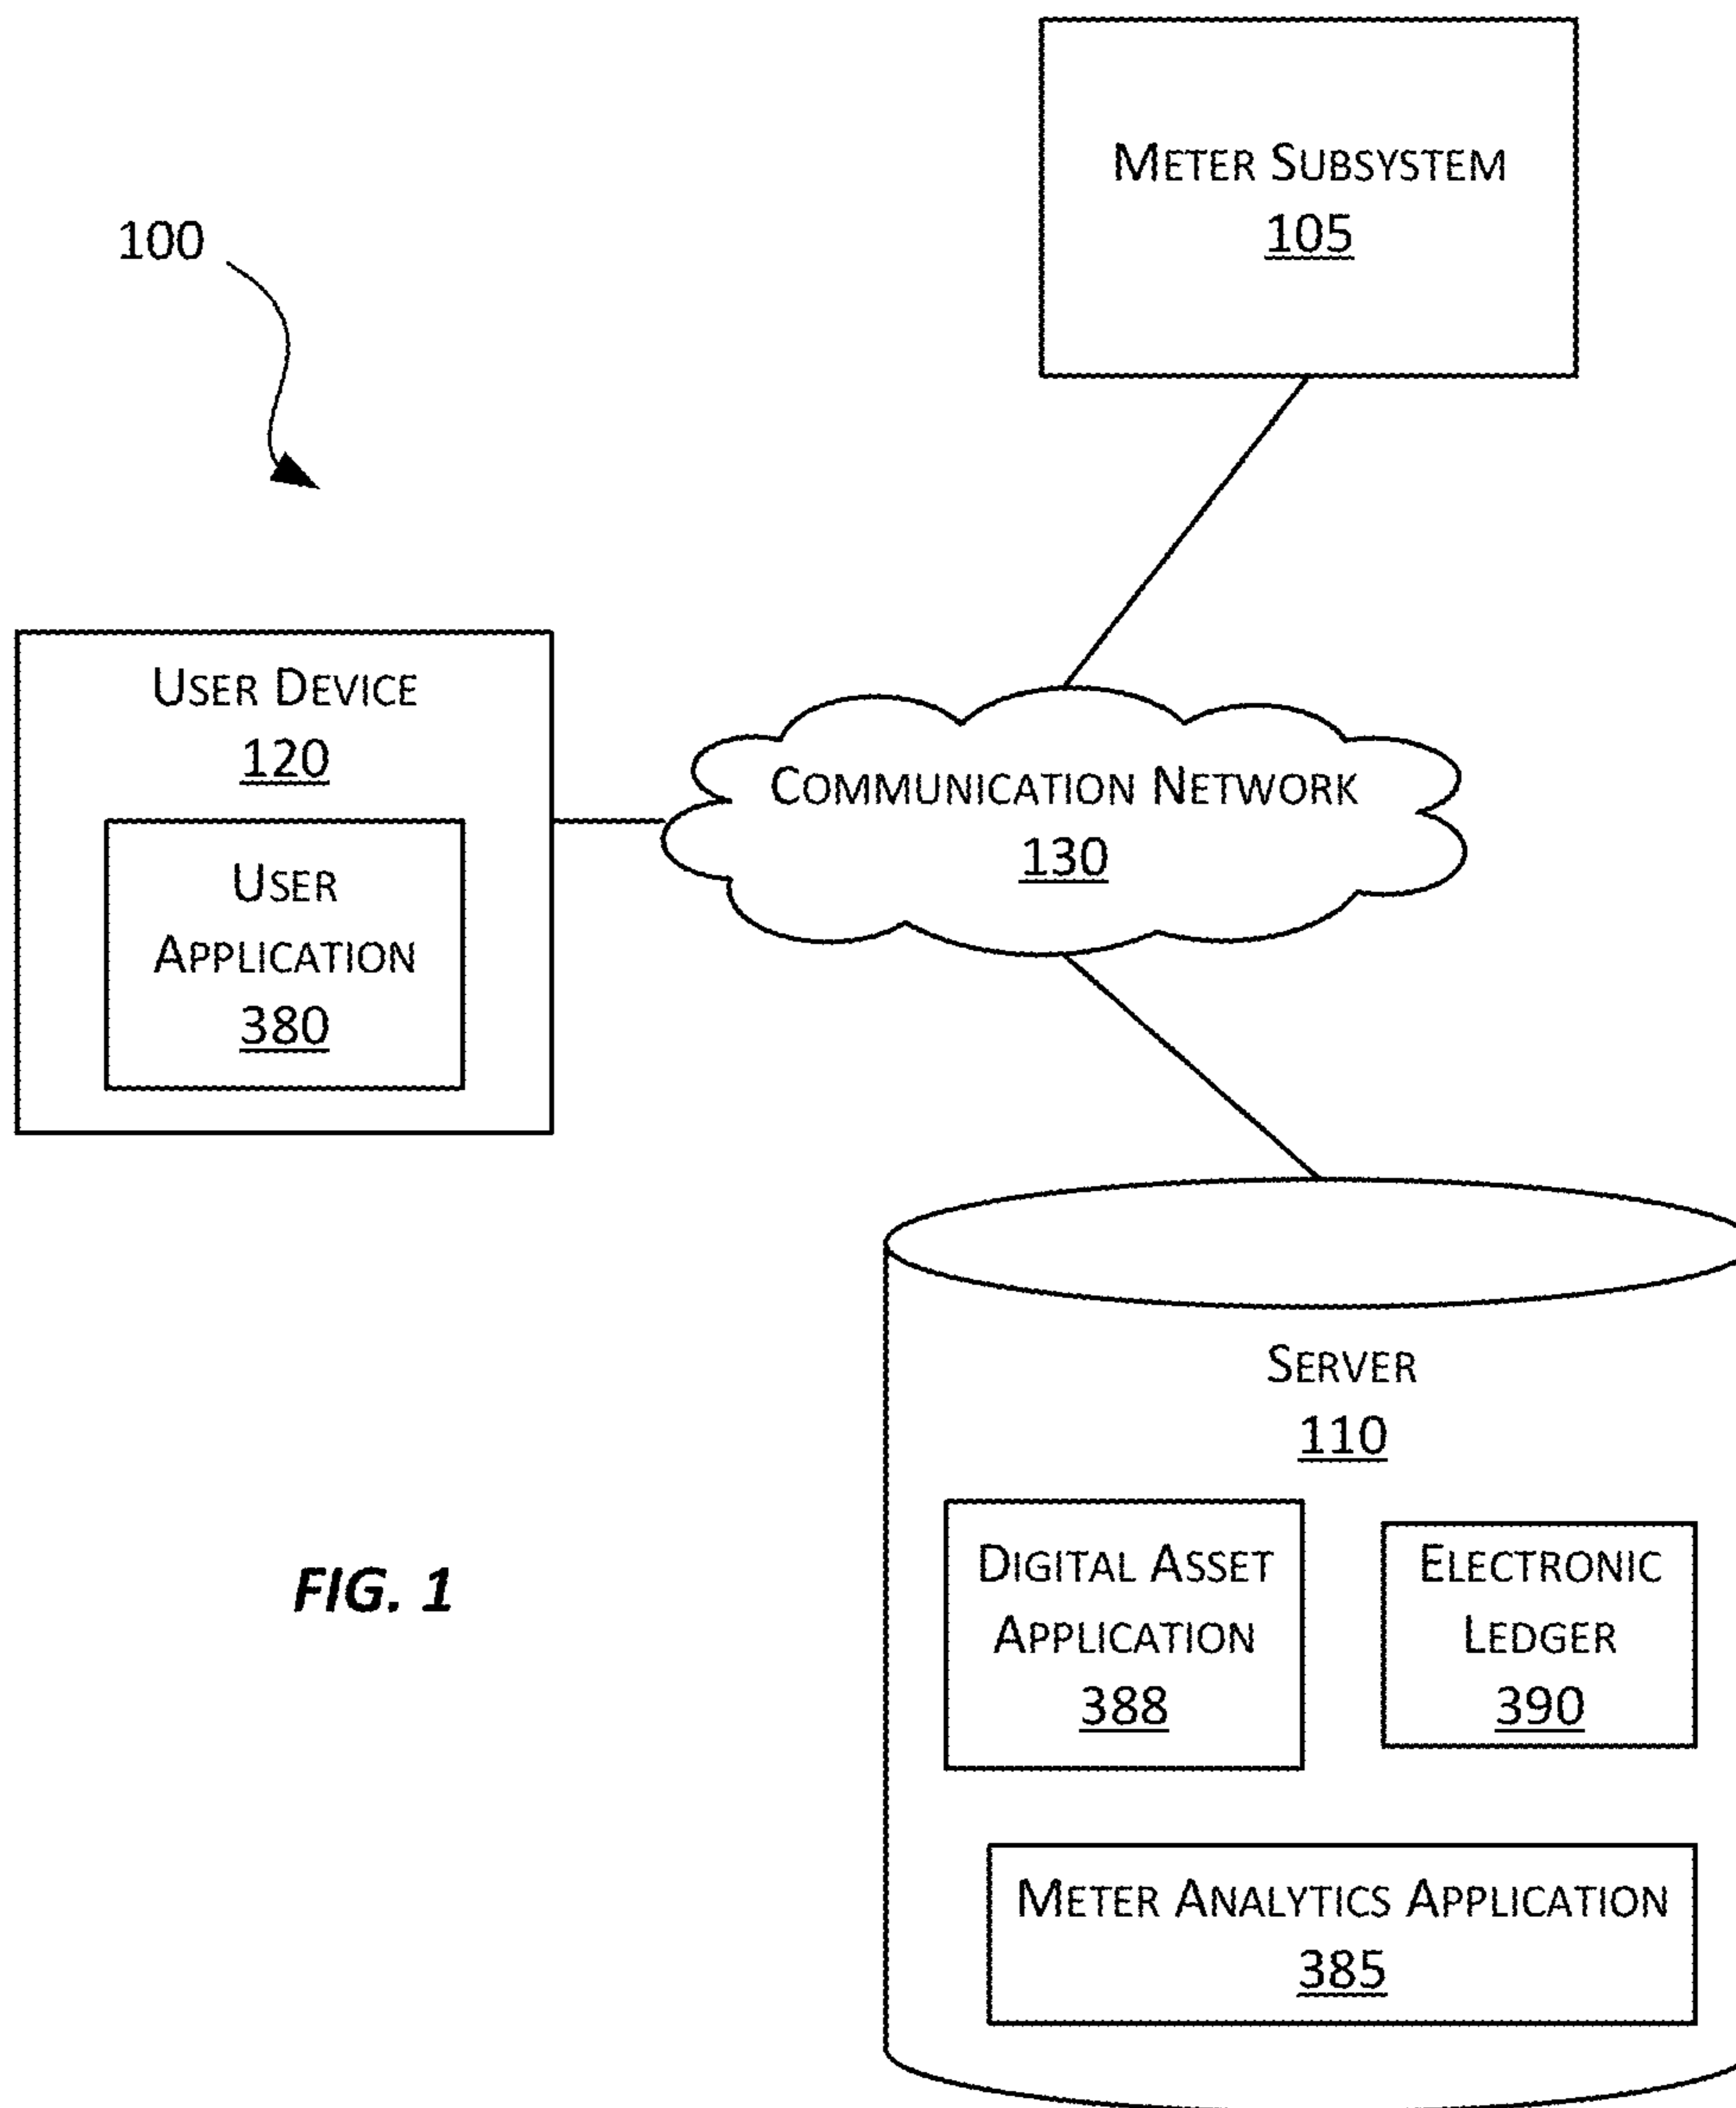 METER SUBSYSTEM
105
100
USER DEVICE
120
USER
APPLICATION
380
COMMUNICATION NETWORK
130
SERVER
110
DIGITAL ASSET
APPLICATION
388
ELECTRONIC
LEDGER
390
METER ANALYTICS APPLICATION
385
FIG. 1